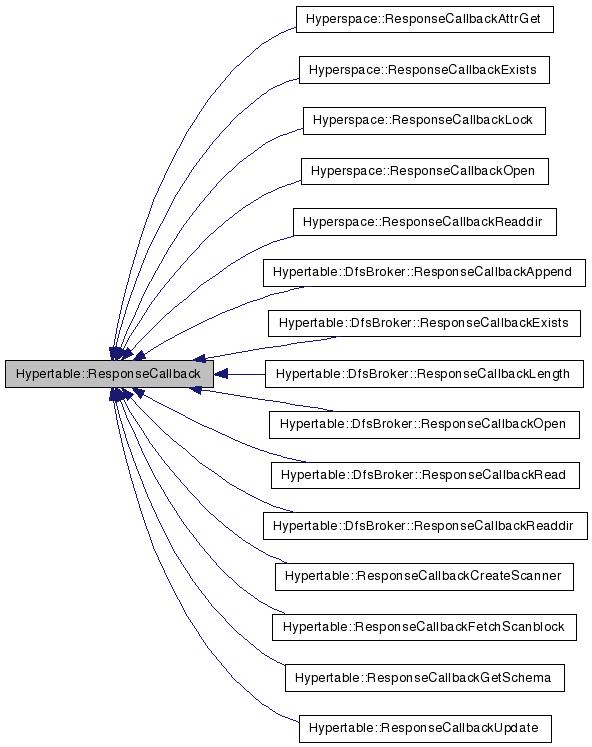 Hyperspace::ResponseCallbackAttrGet
Hyperspace::ResponseCallbackExists
Hyperspace::ResponseCallbackLock
Hyperspace::ResponseCallbackOpen
Hyperspace::ResponseCallbackReaddir
Hypertable::DfsBroker::ResponseCallbackAppend
Hypertable::DfsBroker::ResponseCallbackExists
Hypertable::ResponseCallback
Hypertable::DfsBroker::ResponseCallbackLength
Hypertable::DfsBroker::ResponseCallbackOpen
Hypertable::DfsBroker::ResponseCallbackRead
Hypertable::DfsBroker::ResponseCallbackReaddir
Hypertable::ResponseCallbackCreateScanner
Hypertable::ResponseCallbackFetchScanblock
Hypertable::ResponseCallbackGetSchema
Hypertable::ResponseCallbackUpdate